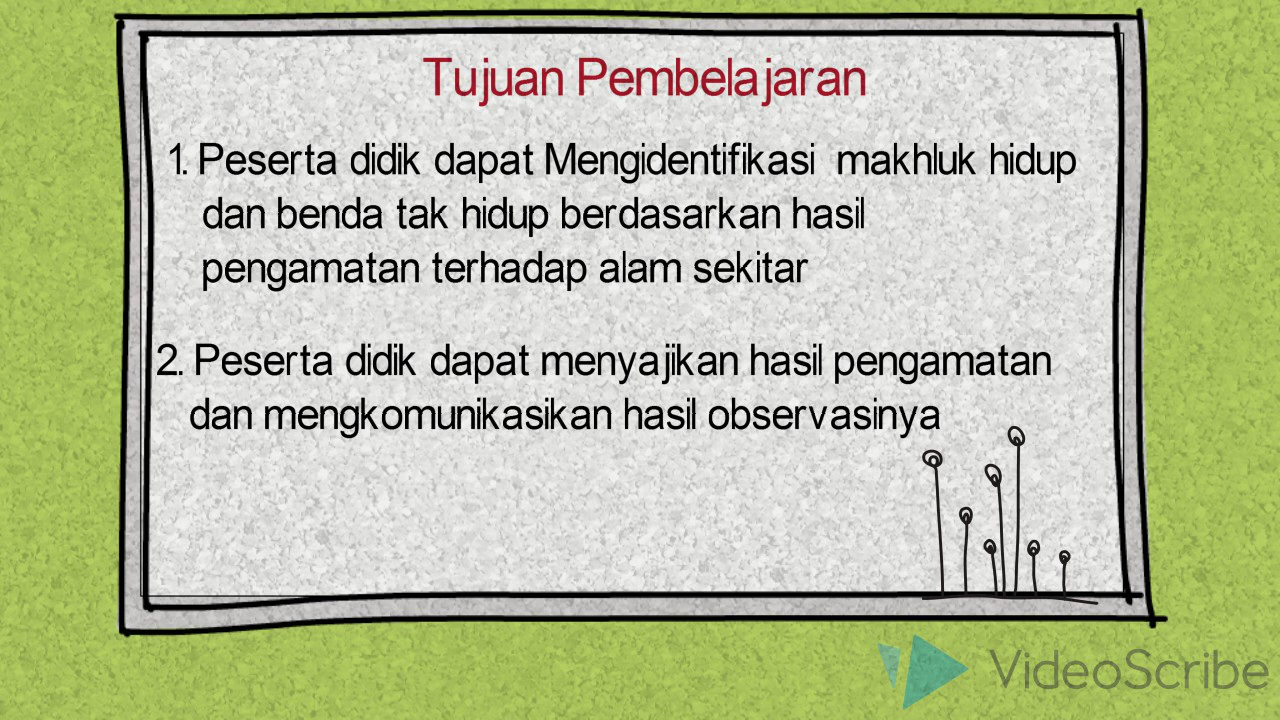 Tujuan Pembelajaran
1. Peserta didik dapat Mengidentifikasi makhluk hidup
dan benda tak hidup berdasarkan hasil
pengamatan terhadap alam sekitar
2. Peserta didik dapat menyajikan hasil pengamatan
dan mengkomunikasikan hasil observasinya
VideoScribe